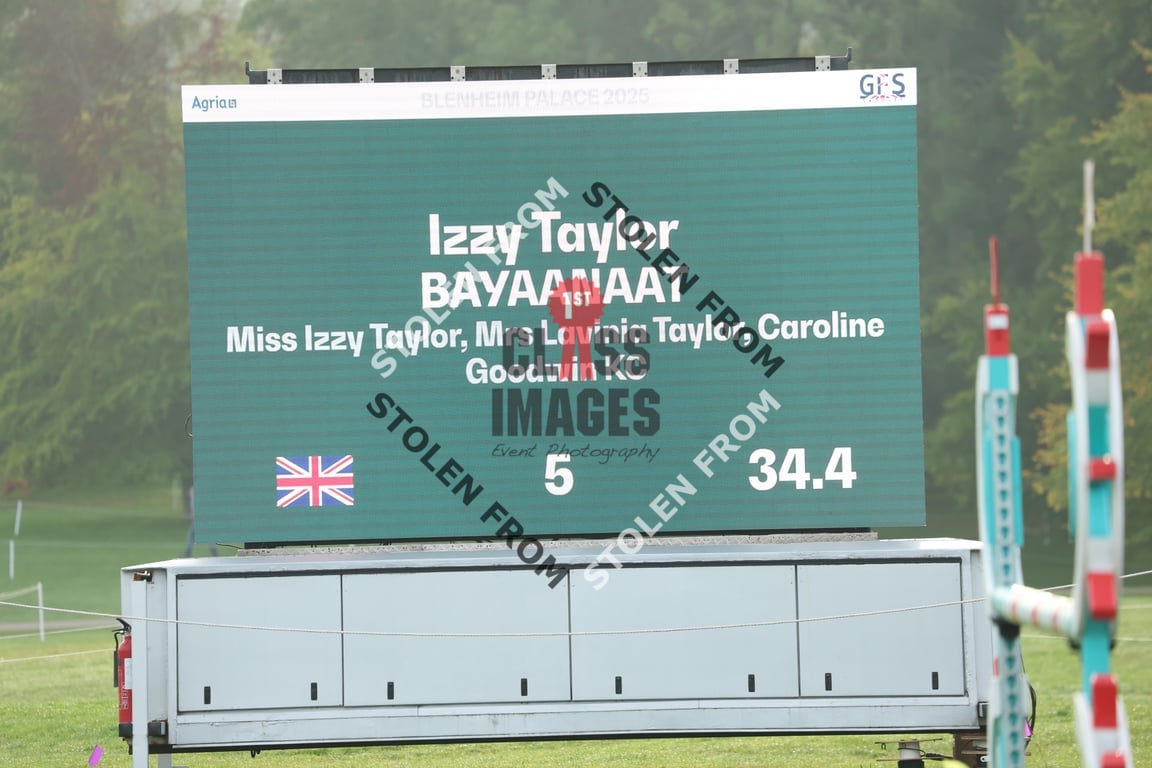 Agria
BLENHEIM PALACE 2025
GFS
Izzy Taylor
BAYAANAAT
Miss Izzy Taylor, Mrs Lavinia Taylor, Caroline
Goodwin KC
5
34.4
STOLEN FROM
STOLEN FROM
1ST
CLASS
IMAGES
Event Photography
STOLEN FROM
STOLEN FROM